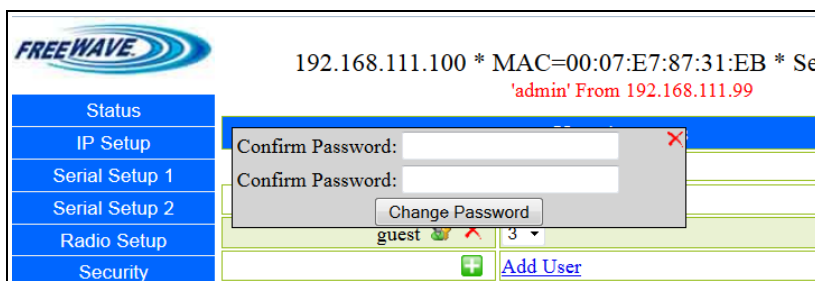 FREEWAVE
192.168.111.100 * MAC=00:07:E7:87:31:EB * Se
'admin' From 192.168.111.99
Status
IP Setup
Serial Setup 1
Serial Setup 2
Radio Setup
Security
Confirm Password:
Confirm Password:
Change Password
guest 3
Add User